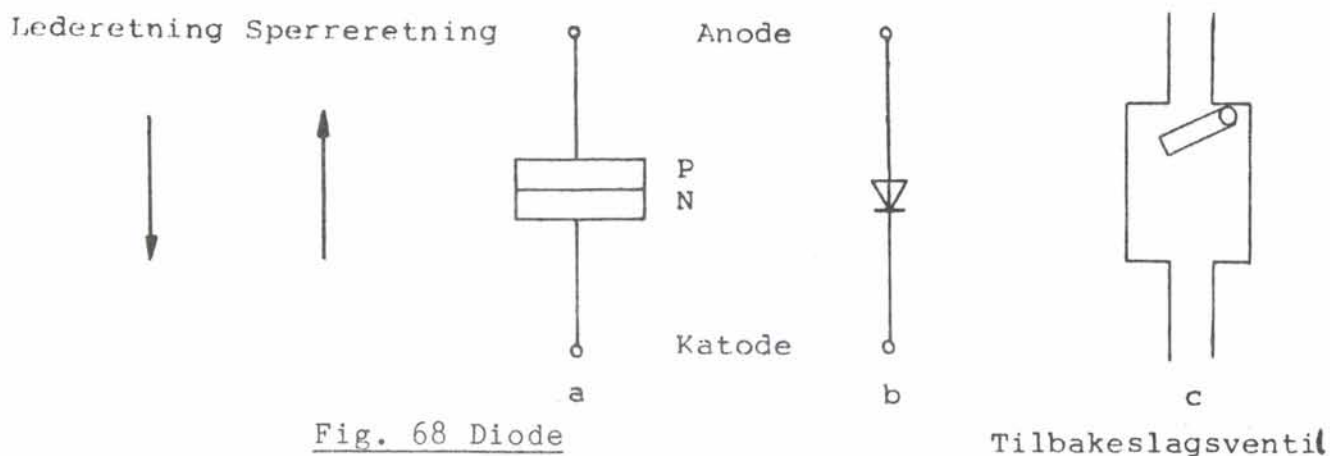 Lederetning Sperreretning Anode
P
N
Katode
a b c
Fig. 68 Diode
Tilbakeslagsventil